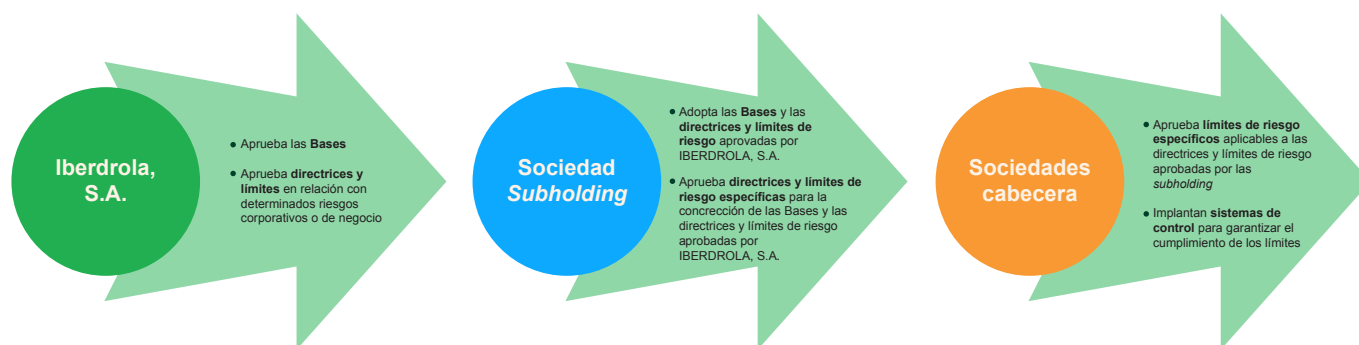 Iberdrola,
S.A.
● Aprueba las Bases
● Aprueba directrices y
límites en relación con
determinados riesgos
corporativos o de negocio
Sociedad
Subholding
● Adopta las Bases y las
directrices y límites de
riesgo aprovadas por
IBERDROLA, S.A.
● Aprueba directrices y límites de
riesgo específicas para la
concrección de las Bases y las
directrices y límites de riesgo
aprobadas por
IBERDROLA, S.A.
Sociedades
cabecera
● Aprueba límites de riesgo
específicos aplicables a las
directrices y límites de riesgo
aprobadas por las
subholding
● Implantan sistemas de
control para garantizar el
cumplimiento de los límites